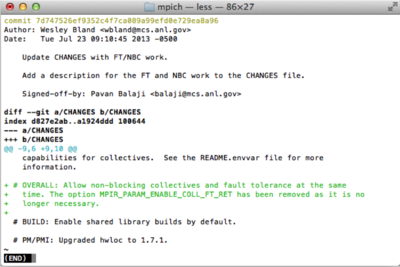 mpich — less — 86×27
commit 7d747526ef9352c4f7ca089a99efd0e729ea8a96
Author: Wesley Bland <wbland@mcs.anl.gov>
Date: Tue Jul 23 09:10:45 2013 -0500
Update CHANGES with FT/NBC work.
Add a description for the FT and NBC work to the CHANGES file.
Signed-off-by: Pavan Balaji <balaji@mcs.anl.gov>
diff --git a/CHANGES b/CHANGES
index d827e2ab..a1924ddd 100644
--- a/CHANGES
+++ b/CHANGES
@@ -9,6 +9,10 @@
capabilities for collectives. See the README.envvar file for more
information.
+ # OVERALL: Allow non-blocking collectives and fault tolerance at the same
+ time. The option MPIR_PARAM_ENABLE_COLL_FT_RET has been removed as it is no
+ longer necessary.
+
# BUILD: Enable shared library builds by default.
# PM/PMI: Upgraded hwloc to 1.7.1.
~
(END)